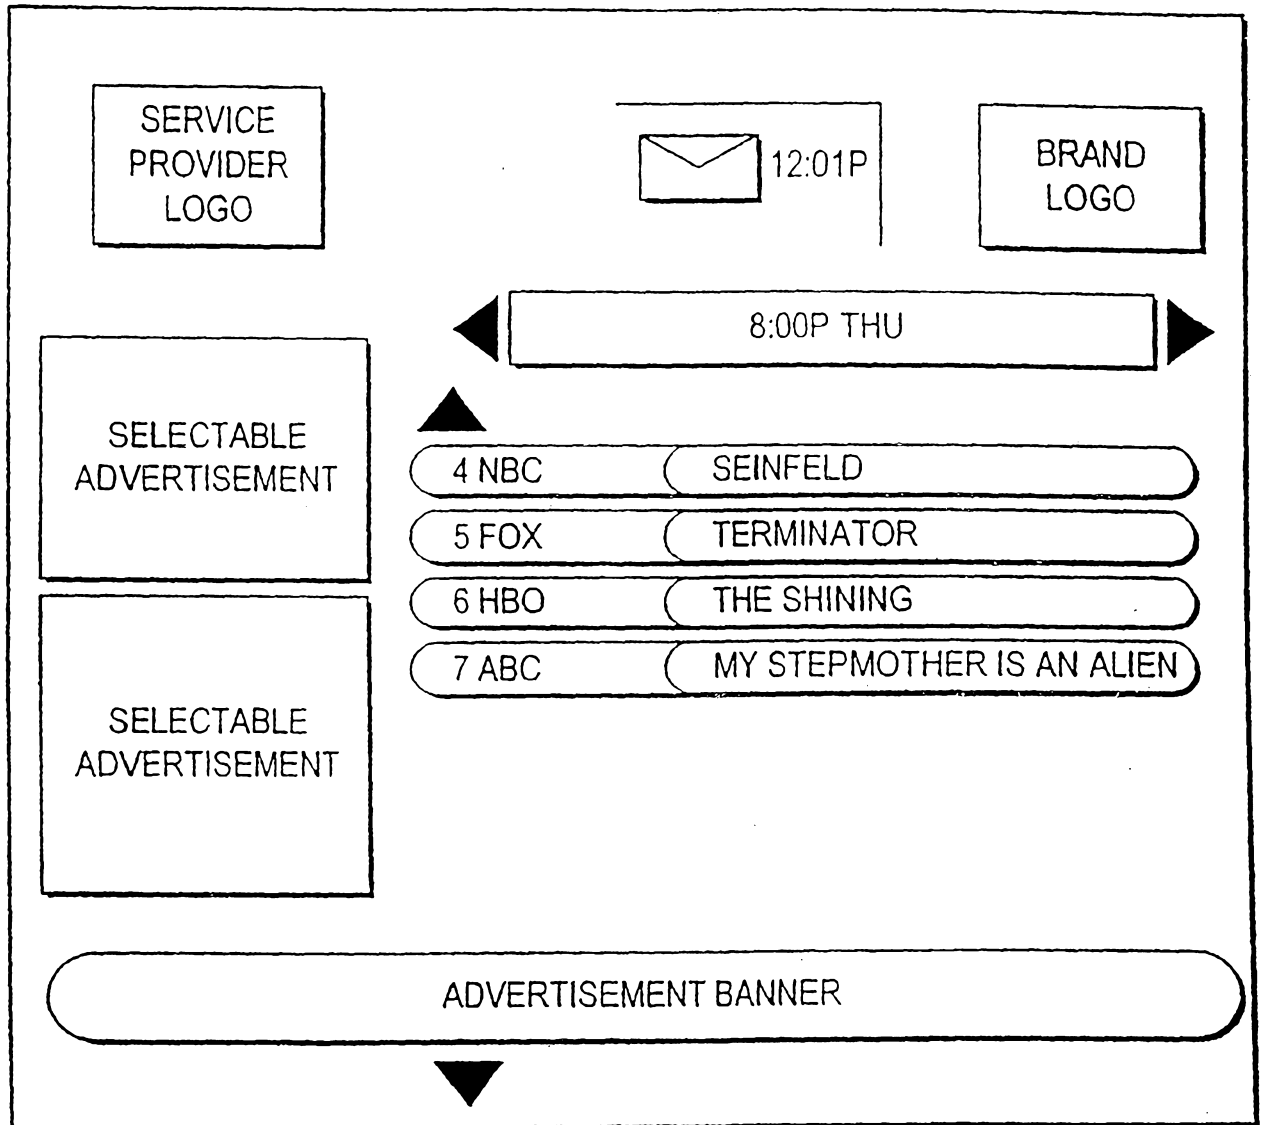 SERVICE
PROVIDER
LOGO
12:01P
BRAND
LOGO
8:00P THU
SELECTABLE
ADVERTISEMENT
4 NBC SEINFELD
5 FOX TERMINATOR
6 HBO THE SHINING
7 ABC MY STEPMOTHER IS AN ALIEN
SELECTABLE
ADVERTISEMENT
ADVERTISEMENT BANNER